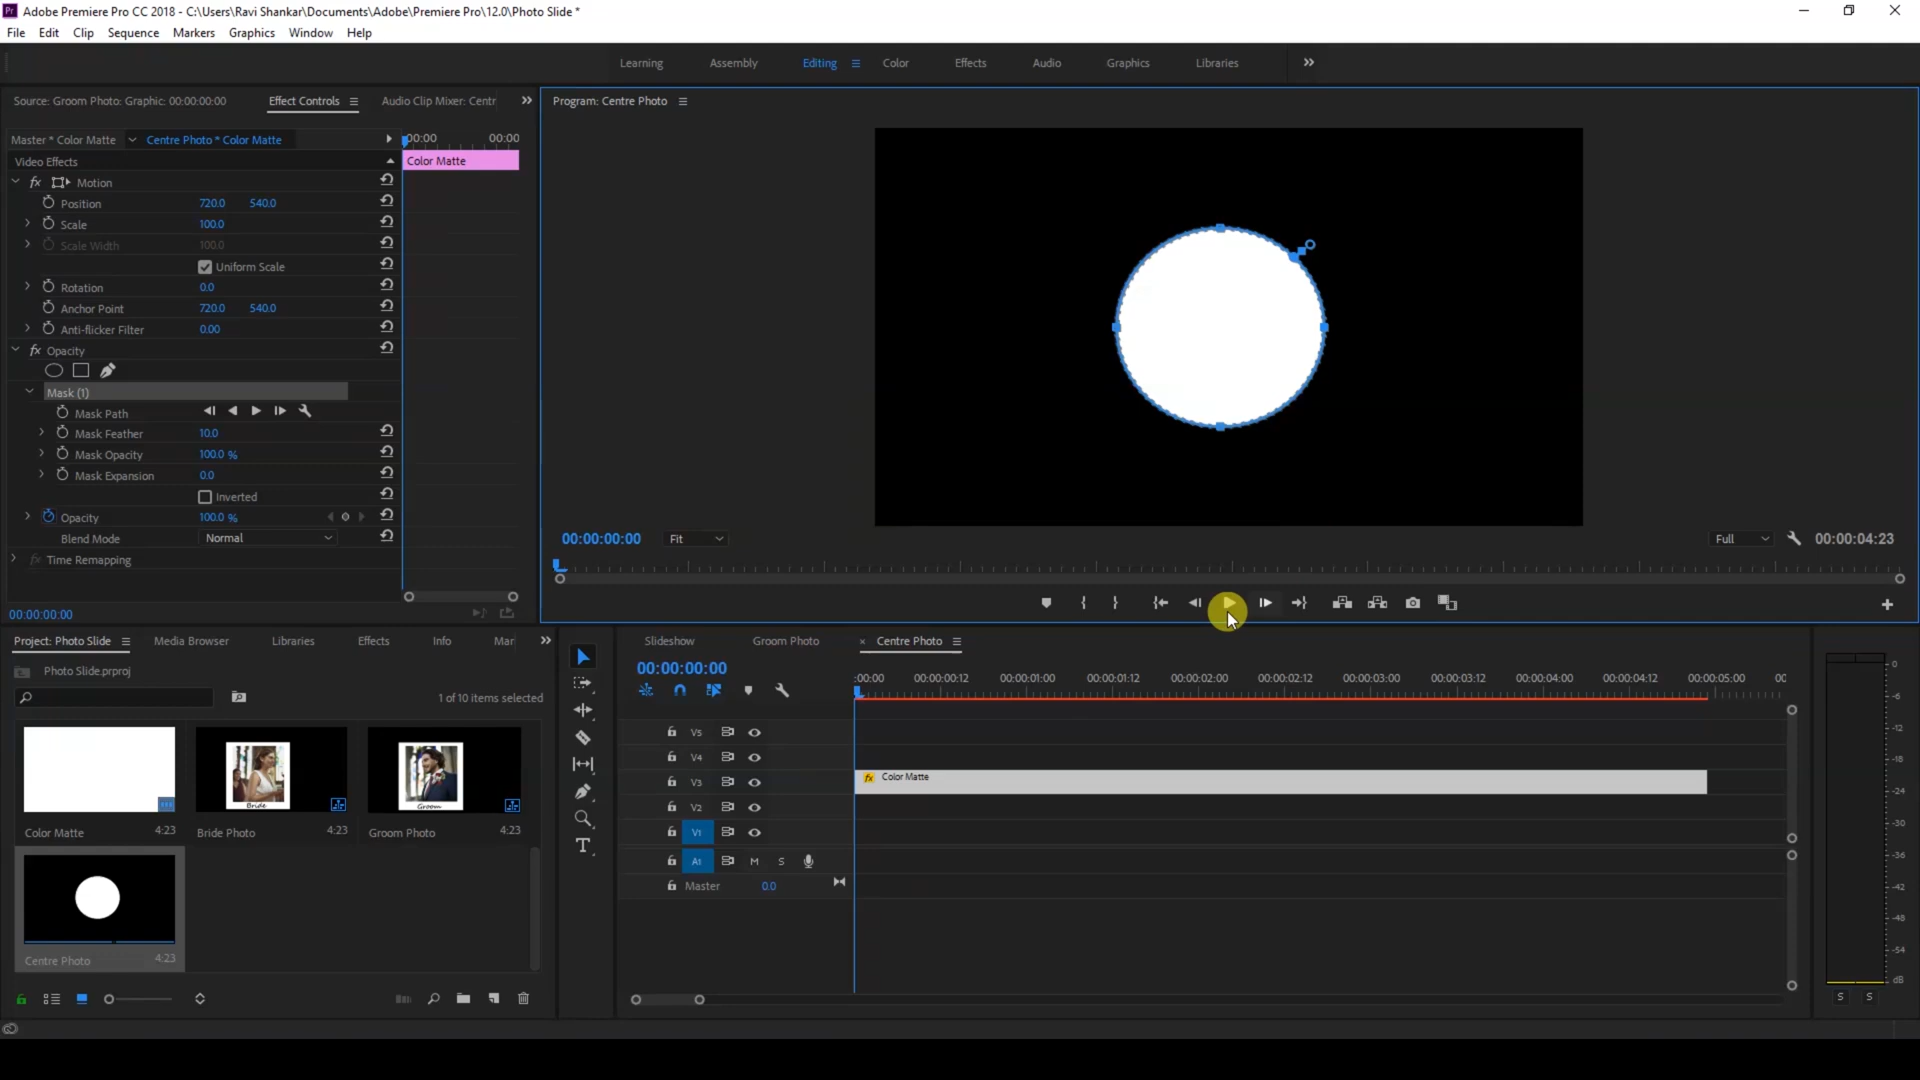 Pr Adobe Premiere Pro CC 2018 - C:\Users\Ravi Shankar\Documents\Adobe\Premiere Pro\12.0\Photo Slide *
File Edit Clip Sequence Markers Graphics Window Help
Learning Assembly Editing Color Effects Audio Graphics Libraries
Source: Groom Photo: Graphic: 00:00:00:00 Effect Controls Audio Clip Mixer: Centr
Program: Centre Photo
Master * Color Matte Centre Photo * Color Matte
:00:00 00:00
Video Effects
Color Matte
fx Motion
Position 720.0 540.0
Scale 100.0
Scale Width 100.0
Uniform Scale
Rotation 0.0
Anchor Point 720.0 540.0
Anti-flicker Filter 0.00
fx Opacity
Mask (1)
Mask Path
Mask Feather 10.0
Mask Opacity 100.0 %
Mask Expansion 0.0
Inverted
Opacity 100.0 %
Blend Mode Normal
fx Time Remapping
00:00:00:00
00:00:00:00 Fit Full 00:00:04:23
Project: Photo Slide Media Browser Libraries Effects Info Mar
Photo Slide.prproj
1 of 10 items selected
Bride
Groom
Color Matte 4:23
Bride Photo 4:23
Groom Photo 4:23
Centre Photo 4:23
Slideshow Groom Photo × Centre Photo
00:00:00:00
:00:00 00:00:00:12 00:00:01:00 00:00:01:12 00:00:02:00 00:00:02:12 00:00:03:00 00:00:03:12 00:00:04:00 00:00:04:12 00:00:05:00 00
V5
V4
V3 fx Color Matte
V2
V1
A1 M S
Master 0.0
0
-6
-12
-18
-24
-30
-36
-42
-48
-54
dB
S S